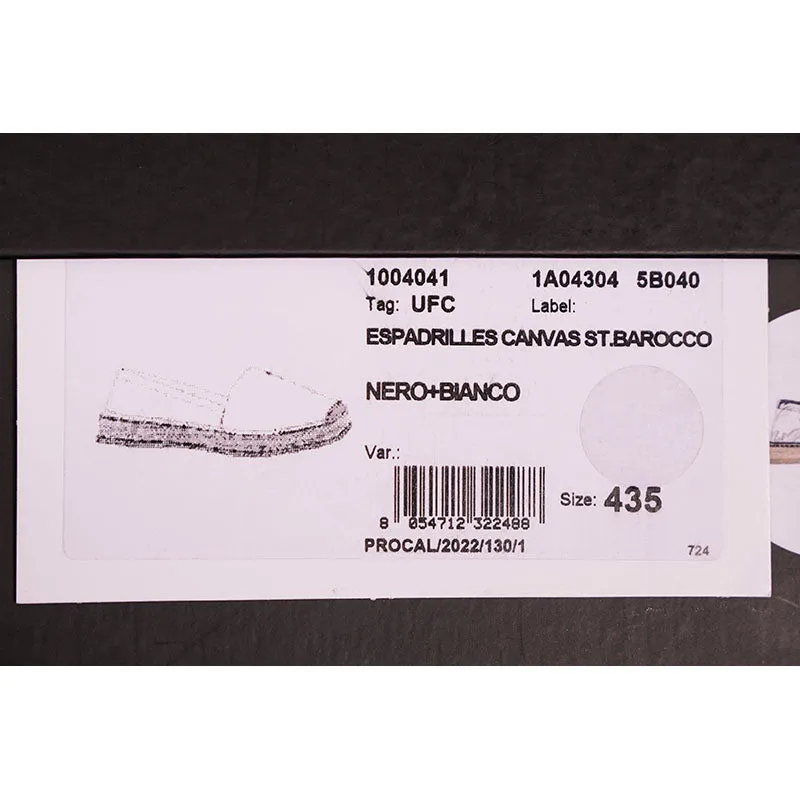 1004041 1A04304 5B040
Tag: UFC Label:
ESPADRILLES CANVAS ST.BAROCCO
NERO+BIANCO
Var.:
Size: 435
8 054712 322488
PROCAL/2022/130/1
724